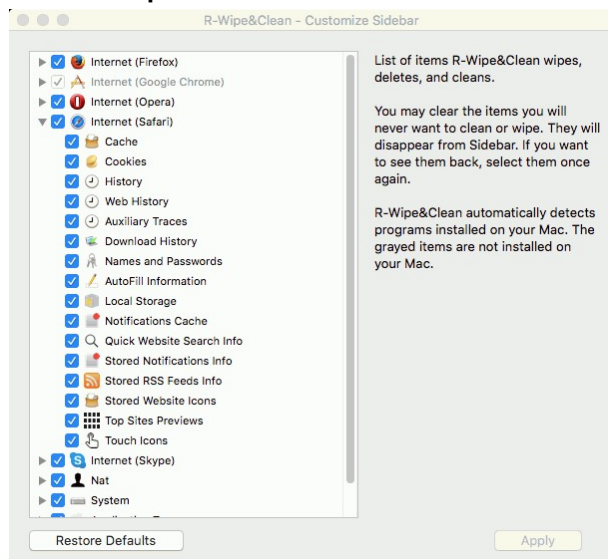 R-Wipe&Clean - Customize Sidebar
Internet (Firefox)
Internet (Google Chrome)
Internet (Opera)
Internet (Safari)
Cache
Cookies
History
Web History
Auxiliary Traces
Download History
Names and Passwords
AutoFill Information
Local Storage
Notifications Cache
Quick Website Search Info
Stored Notifications Info
Stored RSS Feeds Info
Stored Website Icons
Top Sites Previews
Touch Icons
Internet (Skype)
Nat
System
List of items R-Wipe&Clean wipes,
deletes, and cleans.
You may clear the items you will
never want to clean or wipe. They will
disappear from Sidebar. If you want
to see them back, select them once
again.
R-Wipe&Clean automatically detects
programs installed on your Mac. The
grayed items are not installed on
your Mac.
Restore Defaults
Apply